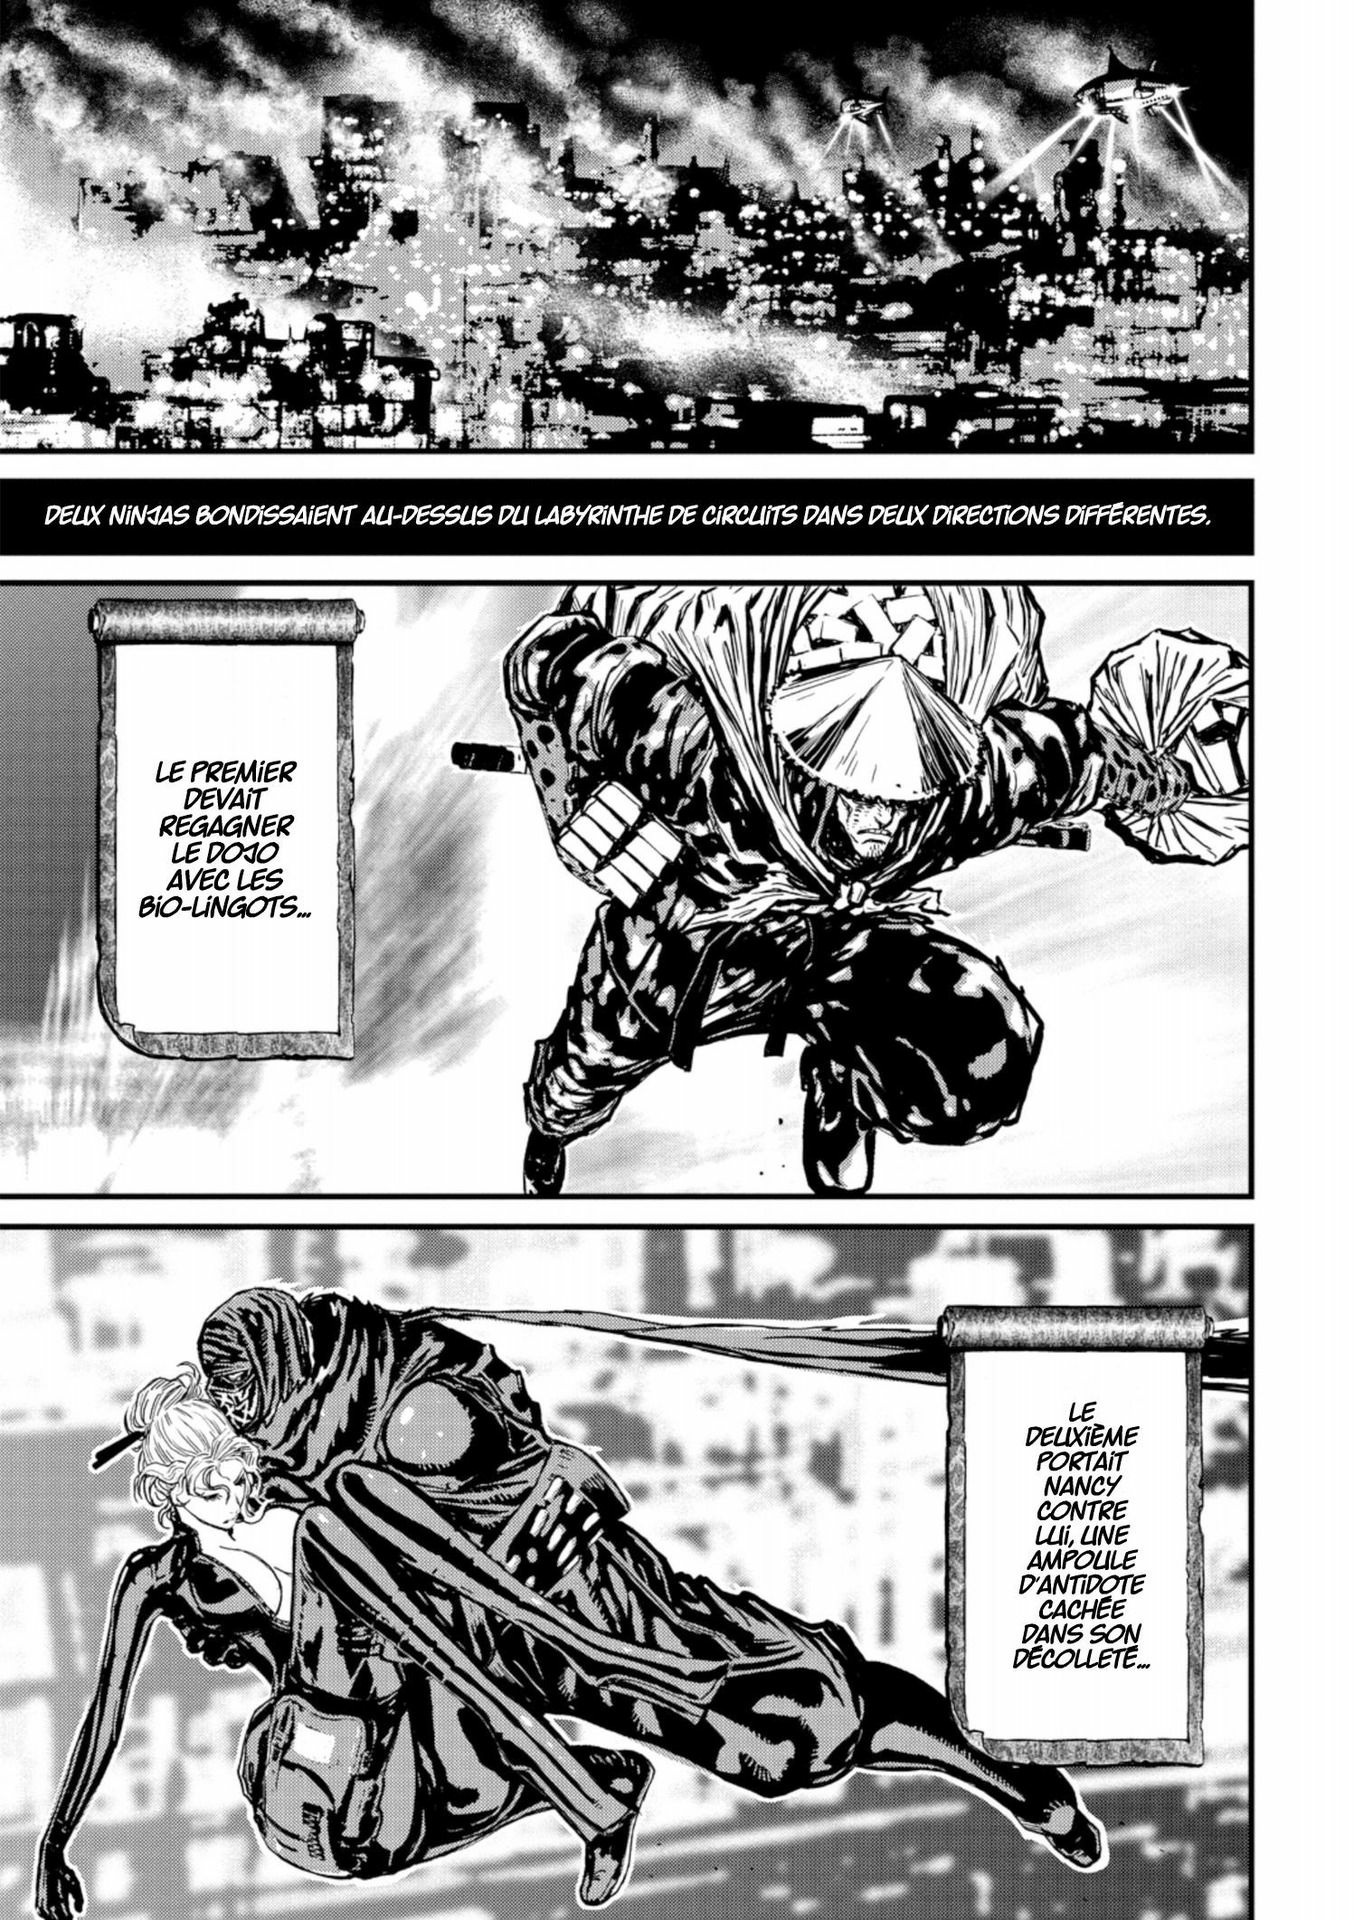 DEUX NINJAS BONDISSAIENT AU-DESSUS DU LABYRINTHE DE CIRCUITS DANS DEUX DIRECTIONS DIFFÉRENTES.
LE PREMIER
DEVAIT
REGAGNER
LE DOJO
AVEC LES
BIO-LINGOTS...
LE
DEUXIÈME
PORTAIT
NANCY
CONTRE
LUI, UNE
AMPOULE
D'ANTIDOTE
CACHÉE
DANS SON
DÉCOLLETÉ...